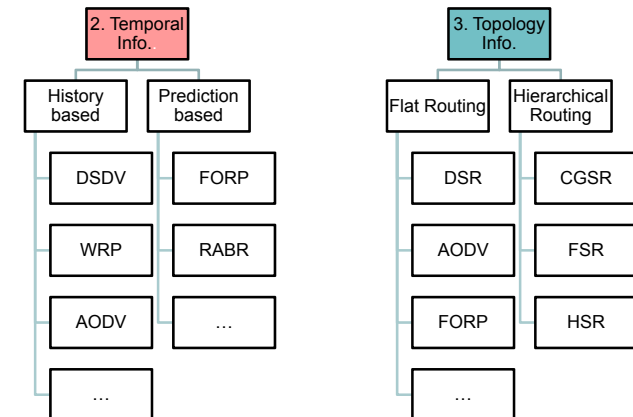 2. Temporal
Info..
History
based
Prediction
based
DSDV
FORP
WRP
RABR
AODV
…
…
3. Topology
Info.
Flat Routing
Hierarchical
Routing
DSR
CGSR
AODV
FSR
FORP
HSR
…